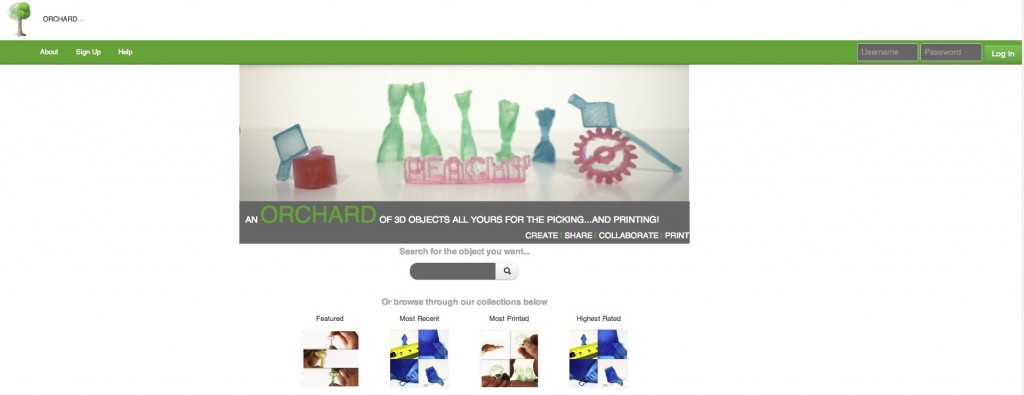 ORCHARD
About Sign Up Help Username Password Log In
PEACHY
AN ORCHARD OF 3D OBJECTS ALL YOURS FOR THE PICKING...AND PRINTING!
CREATE | SHARE | COLLABORATE | PRINT
Search for the object you want...
Or browse through our collections below
Featured Most Recent Most Printed Highest Rated